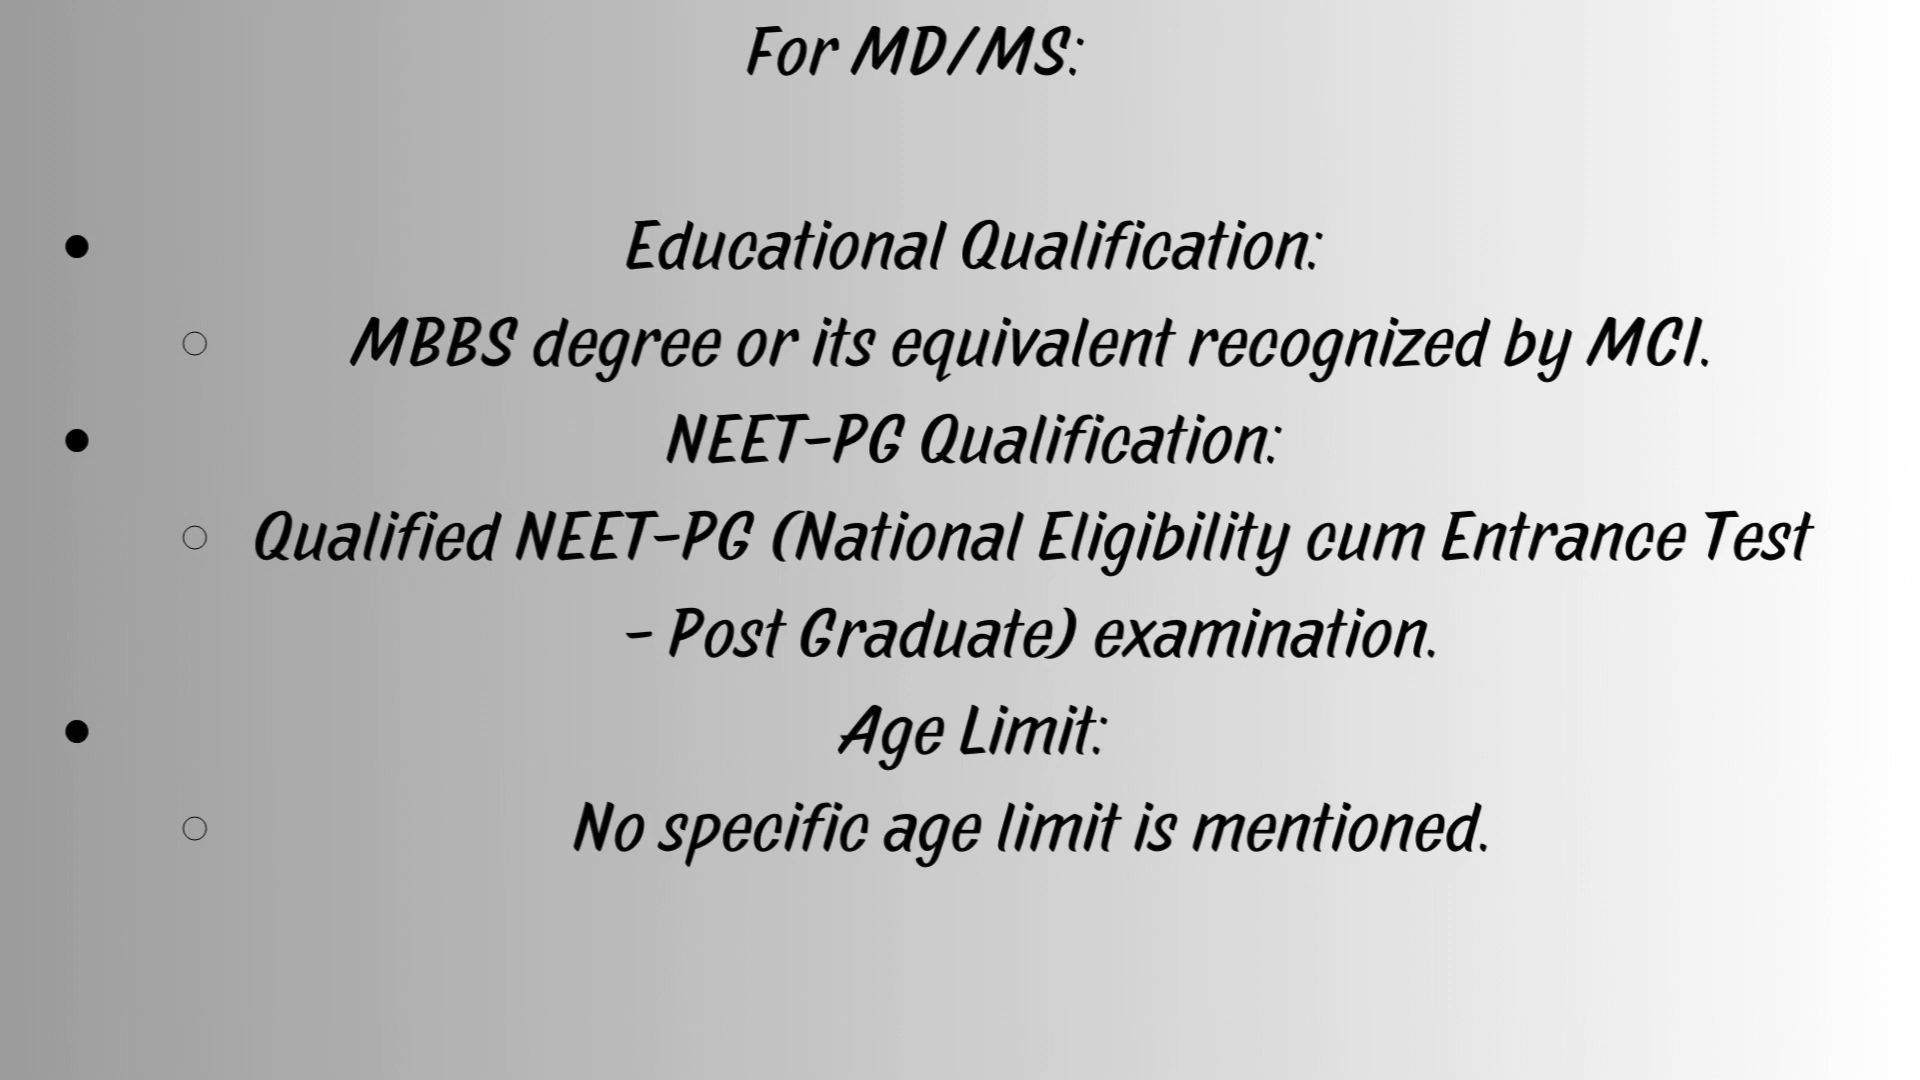 For MD/MS:
• Educational Qualification:
○ MBBS degree or its equivalent recognized by MCI.
• NEET-PG Qualification:
○ Qualified NEET-PG (National Eligibility cum Entrance Test
- Post Graduate) examination.
• Age Limit:
○ No specific age limit is mentioned.